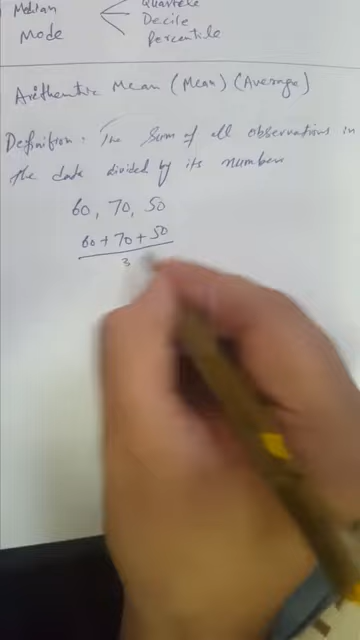 Median Quartile
Decile
Mode Percentile
Arithmetic Mean (Mean) (Average)
Definition: The Sum of all observations in
the data divided by its numbers
60, 70, 50
60 + 70 + 50
3